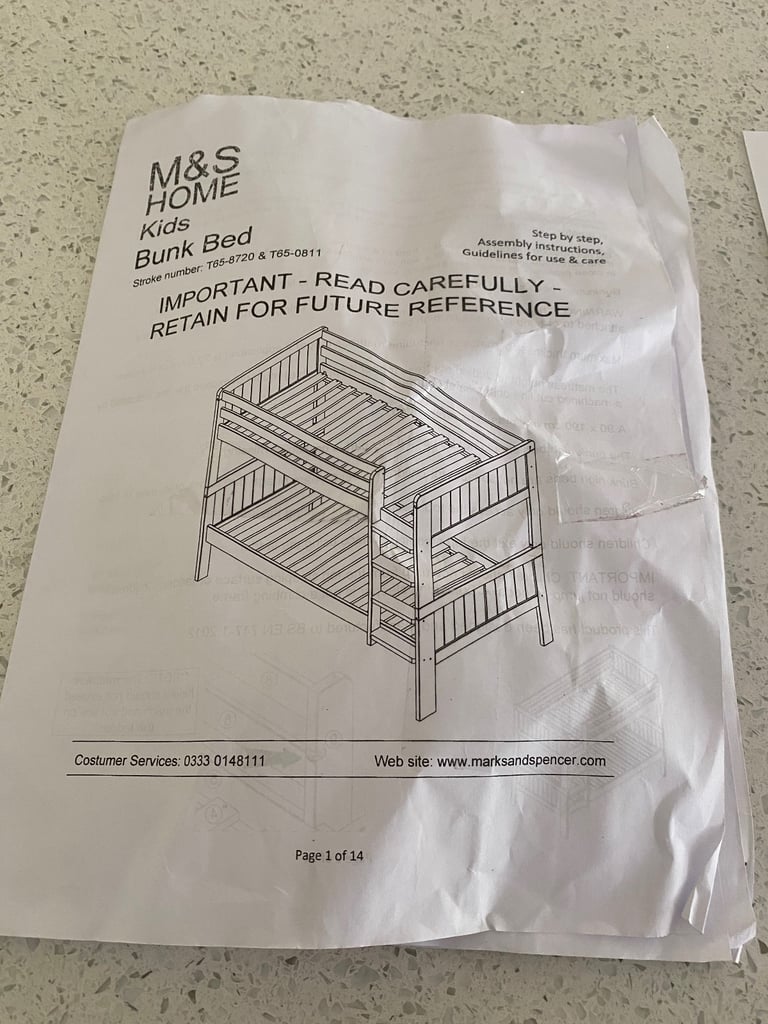 M&S
HOME
Kids
Bunk Bed
Stroke number: T65-8720 & T65-0811
Step by step,
Assembly instructions,
Guidelines for use & care
IMPORTANT - READ CAREFULLY -
RETAIN FOR FUTURE REFERENCE
Costumer Services: 0333 0148111
Web site: www.marksandspencer.com
Page 1 of 14